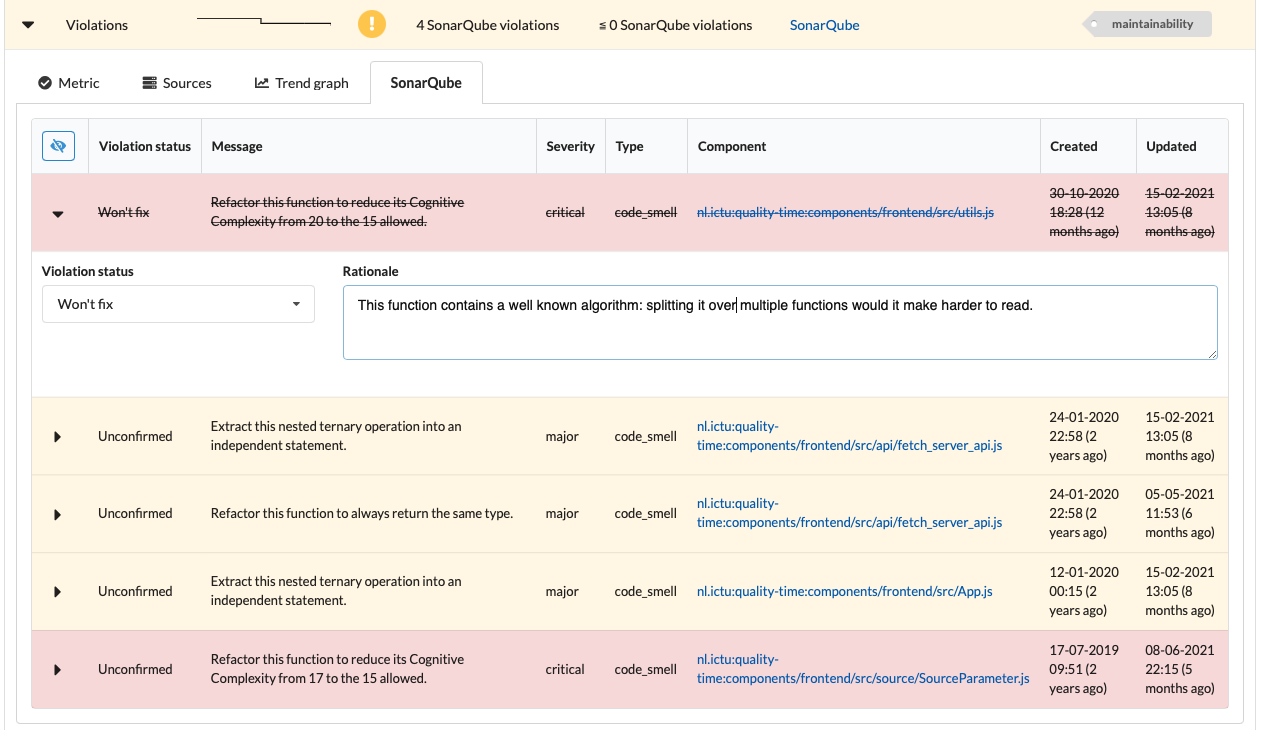 Violations 4 SonarQube violations ≦ 0 SonarQube violations SonarQube maintainability
Metric Sources Trend graph SonarQube
Violation status Message Severity Type Component Created Updated
Won't fix
Refactor this function to reduce its Cognitive
Complexity from 20 to the 15 allowed.
critical
code_smell
nl.ictu:quality-time:components/frontend/src/utils.js
30-10-2020
18:28 (12
months ago)
15-02-2021
13:05 (8
months ago)
Violation status
Won't fix
Rationale
This function contains a well known algorithm: splitting it over multiple functions would it make harder to read.
Unconfirmed
Extract this nested ternary operation into an
independent statement.
major
code_smell
nl.ictu:quality-
time:components/frontend/src/api/fetch_server_api.js
24-01-2020
22:58 (2
years ago)
15-02-2021
13:05 (8
months ago)
Unconfirmed
Refactor this function to always return the same type.
major
code_smell
nl.ictu:quality-
time:components/frontend/src/api/fetch_server_api.js
24-01-2020
22:58 (2
years ago)
05-05-2021
11:53 (6
months ago)
Unconfirmed
Extract this nested ternary operation into an
independent statement.
major
code_smell
nl.ictu:quality-time:components/frontend/src/App.js
12-01-2020
00:15 (2
years ago)
15-02-2021
13:05 (8
months ago)
Unconfirmed
Refactor this function to reduce its Cognitive
Complexity from 17 to the 15 allowed.
critical
code_smell
nl.ictu:quality-
time:components/frontend/src/source/SourceParameter.js
17-07-2019
09:51 (2
years ago)
08-06-2021
22:15 (5
months ago)